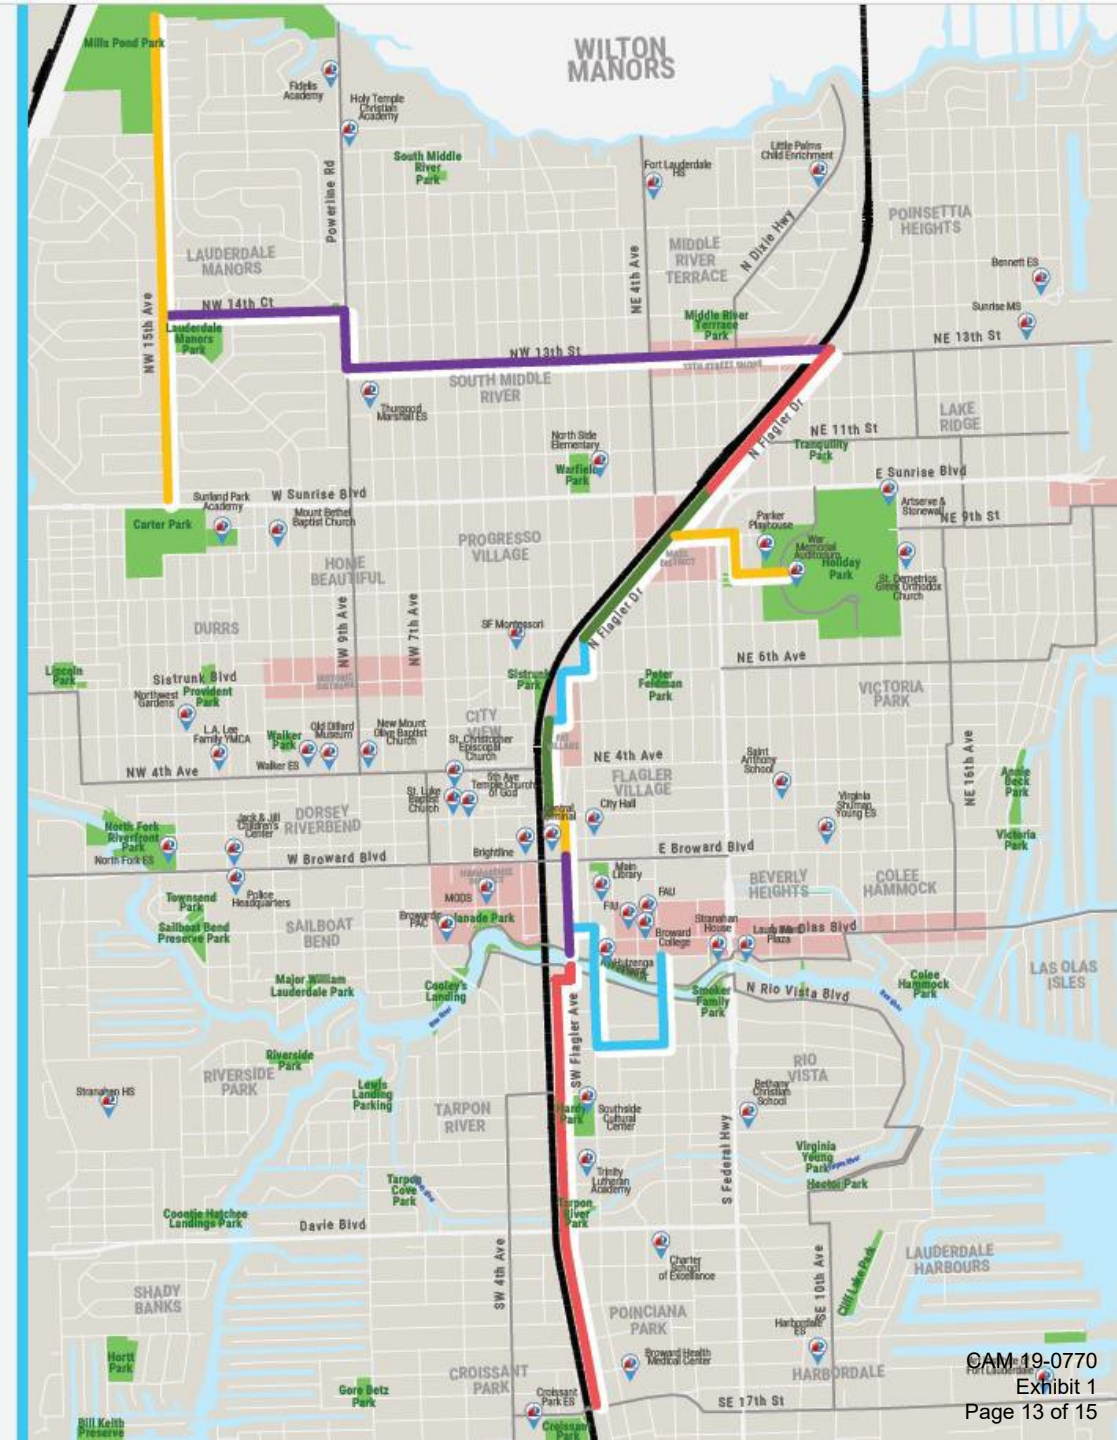 WILTON
MANORS
Mills Pond Park
Fidelis
Academy
Holy Temple
Christian
Academy
South Middle
River
Park
Powerline Rd
Fort Lauderdale
HS
Little Palms
Child Enrichment
POINSETTIA
HEIGHTS
LAUDERDALE
MANORS
MIDDLE
RIVER
TERRACE
N Dixie Hwy
NE 4th Ave
Bennett ES
Sunrise MS
NW 15th Ave
NW 14th Ct
Lauderdale
Manors
Park
Middle River
Terrace
Park
NE 13th St
NW 13th St
SOUTH MIDDLE
RIVER
Thurgood
Marshall ES
N Flagler Dr
LAKE
RIDGE
NE 11th St
Tranquility
Park
North Side
Elementary
Warfield
Park
E Sunrise Blvd
W Sunrise Blvd
Sunland Park
Academy
Mount Bethel
Baptist Church
Carter Park
Artserve &
Stonewall
NE 9th St
Parker
Playhouse
War
Memorial
Auditorium
Holiday
Park
St. Demetrios
Greek Orthodox
Church
PROGRESSO
VILLAGE
MASS
DISTRICT
HOME
BEAUTIFUL
NW 9th Ave
NW 7th Ave
N Flagler Dr
DURRS
SF Montessori
NE 6th Ave
Lincoln
Park
Sistrunk Blvd
Northwest
Gardens
Provident
Park
HISTORIC
SISTRUNK
Sistrunk
Park
Peter
Feldman
Park
VICTORIA
PARK
L.A. Lee
Family YMCA
Walker
Park
Old Dillard
Museum
Walker ES
New Mount
Olive Baptist
Church
CITY
VIEW
St. Christopher
Episcopal
Church
FAT
VILLAGE
NE 4th Ave
FLAGLER
VILLAGE
Saint
Anthony
School
NE 16th Ave
Annie
Beck
Park
NW 4th Ave
St. Luke
Baptist
Church
5th Ave
Temple Church
of God
City Hall
Virginia
Shuman
Young ES
Victoria
Park
North Fork
Riverfront
Park
North Fork ES
Jack & Jill
Children's
Center
DORSEY
RIVERBEND
Brightline
W Broward Blvd
E Broward Blvd
Police
Headquarters
Townsend
Park
Sailboat Bend
Preserve Park
SAILBOAT
BEND
MODS
Main
Library
FAU
FIU
Broward
College
BEVERLY
HEIGHTS
COLEE
HAMMOCK
Stranahan
House
Plaza
Major William
Lauderdale Park
Cooley's
Landing
Smoker
Family
Park
N Rio Vista Blvd
Colee
Hammock
Park
LAS OLAS
ISLES
SW Flagler Ave
Riverside
Park
RIVERSIDE
PARK
Stranahan HS
Lewis
Landing
Parking
TARPON
RIVER
Hardy
Park
Southside
Cultural
Center
RIO
VISTA
Bethany
Christian
School
S Federal Hwy
Virginia
Young
Park
Hector Park
Trinity
Lutheran
Academy
Tarpon
Cove
Park
Tarpon
River
Park
Coontie Hatchee
Landings Park
Davie Blvd
SW 4th Ave
Charter
School
of Excellence
SE 10th Ave
Cliff Lake Park
LAUDERDALE
HARBOURS
SHADY
BANKS
POINCIANA
PARK
Harbordale
ES
HARBORDALE
Hortt
Park
CROISSANT
PARK
Gore Betz
Park
Broward Health
Medical Center
Croissant
Park ES
Croissant
Park
SE 17th St
Bill Keith
Preserve
CAM 19-0770
Exhibit 1
Page 13 of 15